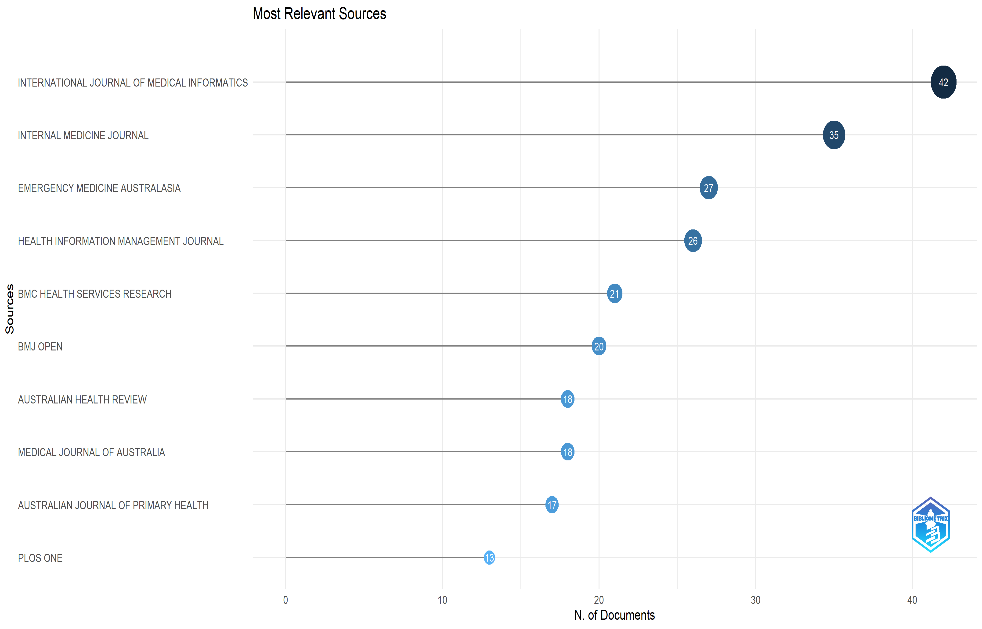 Most Relevant Sources
INTERNATIONAL JOURNAL OF MEDICAL INFORMATICS 42
INTERNAL MEDICINE JOURNAL 35
EMERGENCY MEDICINE AUSTRALASIA 27
HEALTH INFORMATION MANAGEMENT JOURNAL 26
BMC HEALTH SERVICES RESEARCH 21
Sources
BMJ OPEN 20
AUSTRALIAN HEALTH REVIEW 18
MEDICAL JOURNAL OF AUSTRALIA 18
AUSTRALIAN JOURNAL OF PRIMARY HEALTH 17
PLOS ONE 13
0 10 20 30 40
N. of Documents